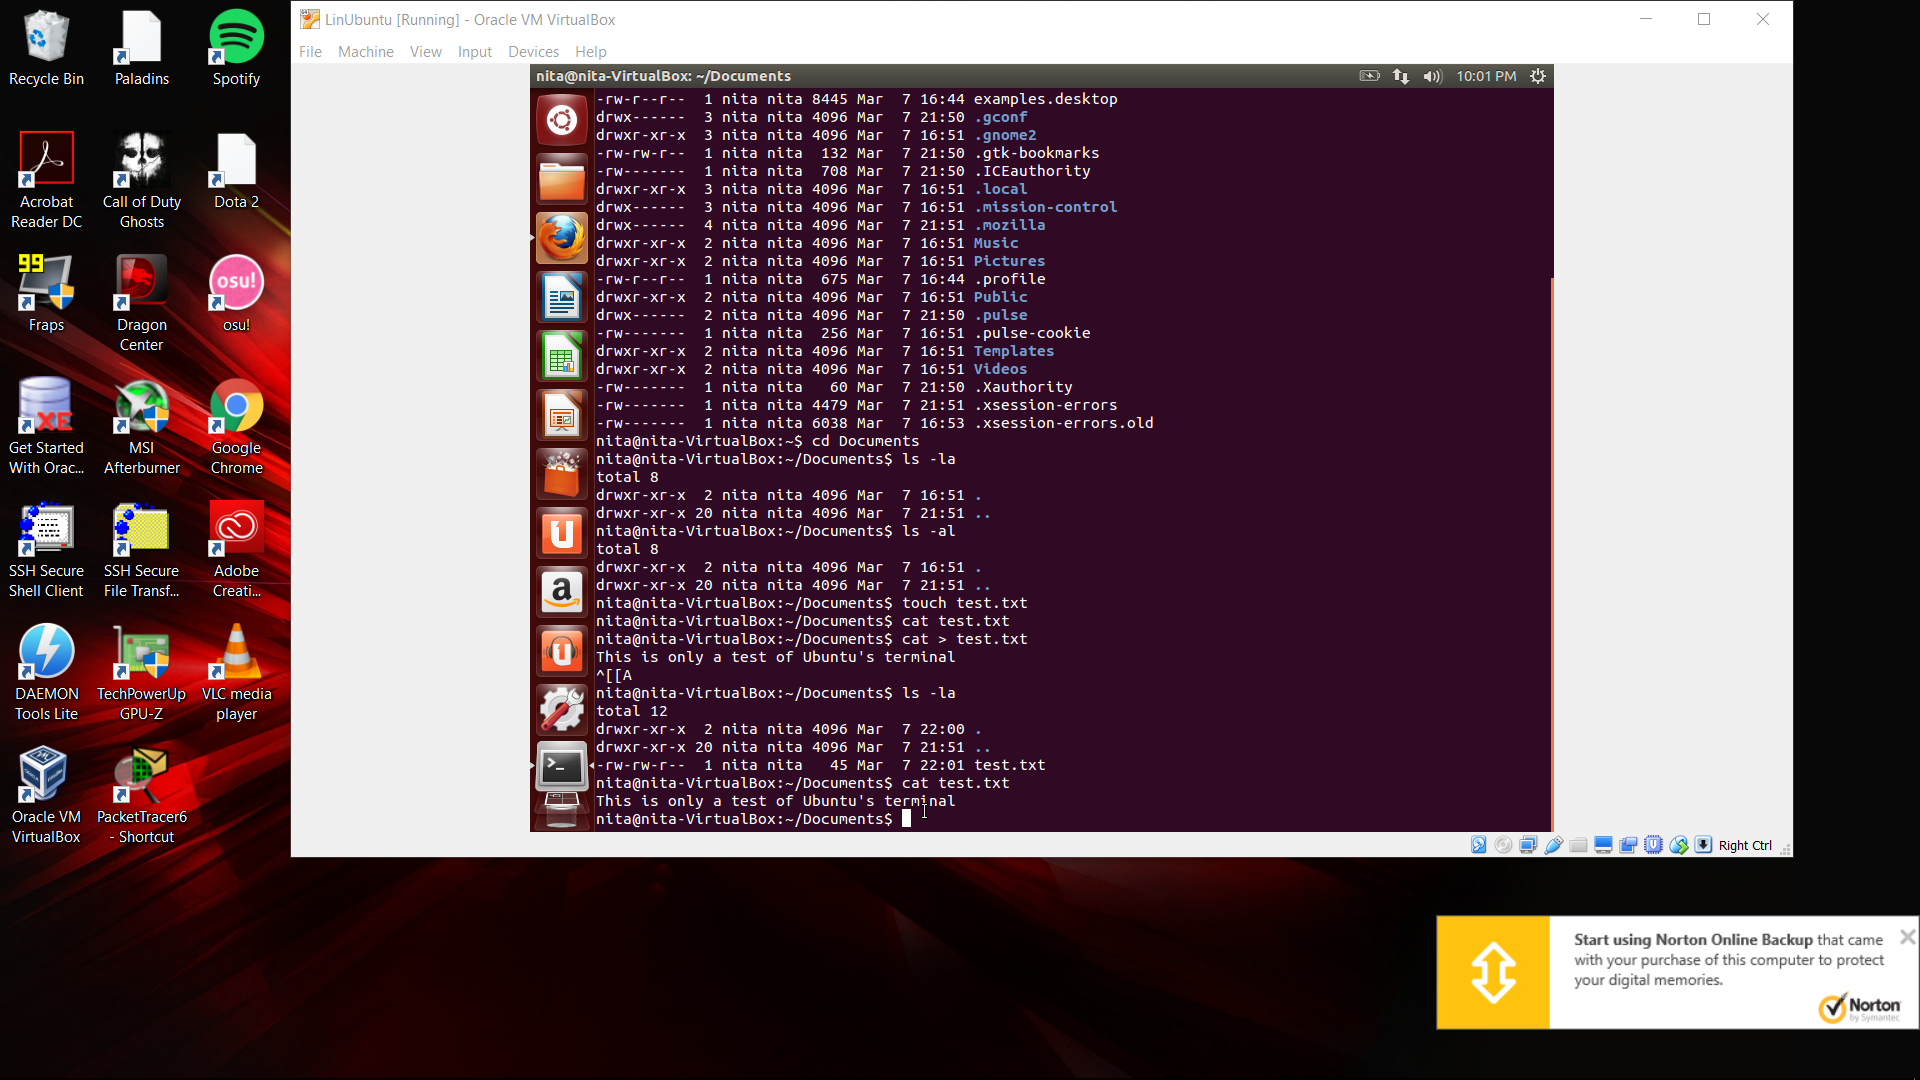 Recycle Bin
Paladins
Spotify
Acrobat
Reader DC
Call of Duty
Ghosts
Dota 2
99
Fraps
Dragon
Center
osu!
osu!
XE
Get Started
With Orac...
MSI
Afterburner
Google
Chrome
SSH Secure
Shell Client
SSH Secure
File Transf...
Adobe
Creati...
DAEMON
Tools Lite
TechPowerUp
GPU-Z
VLC media
player
Oracle VM
VirtualBox
PacketTracer6
- Shortcut
LinUbuntu [Running] - Oracle VM VirtualBox
File Machine View Input Devices Help
nita@nita-VirtualBox: ~/Documents
10:01 PM
-rw-r--r--  1 nita nita 8445 Mar  7 16:44 examples.desktop
drwx------  3 nita nita 4096 Mar  7 21:50 .gconf
drwxr-xr-x  3 nita nita 4096 Mar  7 16:51 .gnome2
-rw-rw-r--  1 nita nita  132 Mar  7 21:50 .gtk-bookmarks
-rw-------  1 nita nita  708 Mar  7 21:50 .ICEauthority
drwxr-xr-x  3 nita nita 4096 Mar  7 16:51 .local
drwx------  3 nita nita 4096 Mar  7 16:51 .mission-control
drwx------  4 nita nita 4096 Mar  7 21:51 .mozilla
drwxr-xr-x  2 nita nita 4096 Mar  7 16:51 Music
drwxr-xr-x  2 nita nita 4096 Mar  7 16:51 Pictures
-rw-r--r--  1 nita nita  675 Mar  7 16:44 .profile
drwxr-xr-x  2 nita nita 4096 Mar  7 16:51 Public
drwx------  2 nita nita 4096 Mar  7 21:50 .pulse
-rw-------  1 nita nita  256 Mar  7 16:51 .pulse-cookie
drwxr-xr-x  2 nita nita 4096 Mar  7 16:51 Templates
drwxr-xr-x  2 nita nita 4096 Mar  7 16:51 Videos
-rw-------  1 nita nita   60 Mar  7 21:50 .Xauthority
-rw-------  1 nita nita 4479 Mar  7 21:51 .xsession-errors
-rw-------  1 nita nita 6038 Mar  7 16:53 .xsession-errors.old
nita@nita-VirtualBox:~$ cd Documents
nita@nita-VirtualBox:~/Documents$ ls -la
total 8
drwxr-xr-x  2 nita nita 4096 Mar  7 16:51 .
drwxr-xr-x 20 nita nita 4096 Mar  7 21:51 ..
nita@nita-VirtualBox:~/Documents$ ls -al
total 8
drwxr-xr-x  2 nita nita 4096 Mar  7 16:51 .
drwxr-xr-x 20 nita nita 4096 Mar  7 21:51 ..
nita@nita-VirtualBox:~/Documents$ touch test.txt
nita@nita-VirtualBox:~/Documents$ cat test.txt
nita@nita-VirtualBox:~/Documents$ cat > test.txt
This is only a test of Ubuntu's terminal
^[[A
nita@nita-VirtualBox:~/Documents$ ls -la
total 12
drwxr-xr-x  2 nita nita 4096 Mar  7 22:00 .
drwxr-xr-x 20 nita nita 4096 Mar  7 21:51 ..
-rw-rw-r--  1 nita nita   45 Mar  7 22:01 test.txt
nita@nita-VirtualBox:~/Documents$ cat test.txt
This is only a test of Ubuntu's terminal
nita@nita-VirtualBox:~/Documents$
Right Ctrl
Start using Norton Online Backup that came
with your purchase of this computer to protect
your digital memories.
Norton
by Symantec